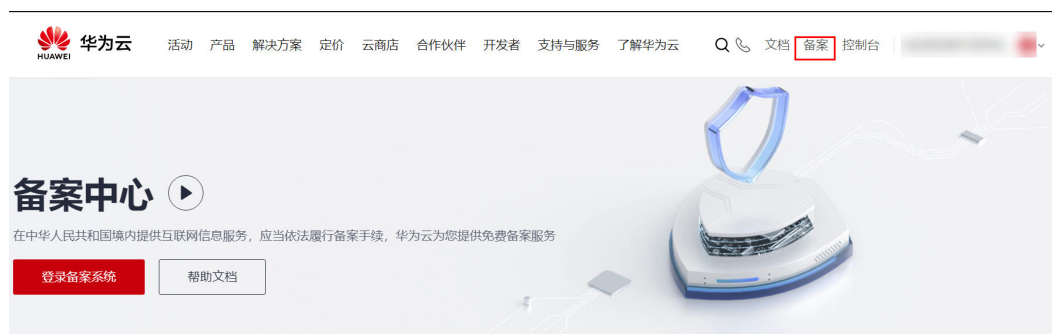 HUAWEI
华为云 活动 产品 解决方案 定价 云商店 合作伙伴 开发者 支持与服务 了解华为云 文档 备案 控制台
备案中心
在中华人民共和国境内提供互联网信息服务，应当依法履行备案手续，华为云为您提供免费备案服务
登录备案系统 帮助文档